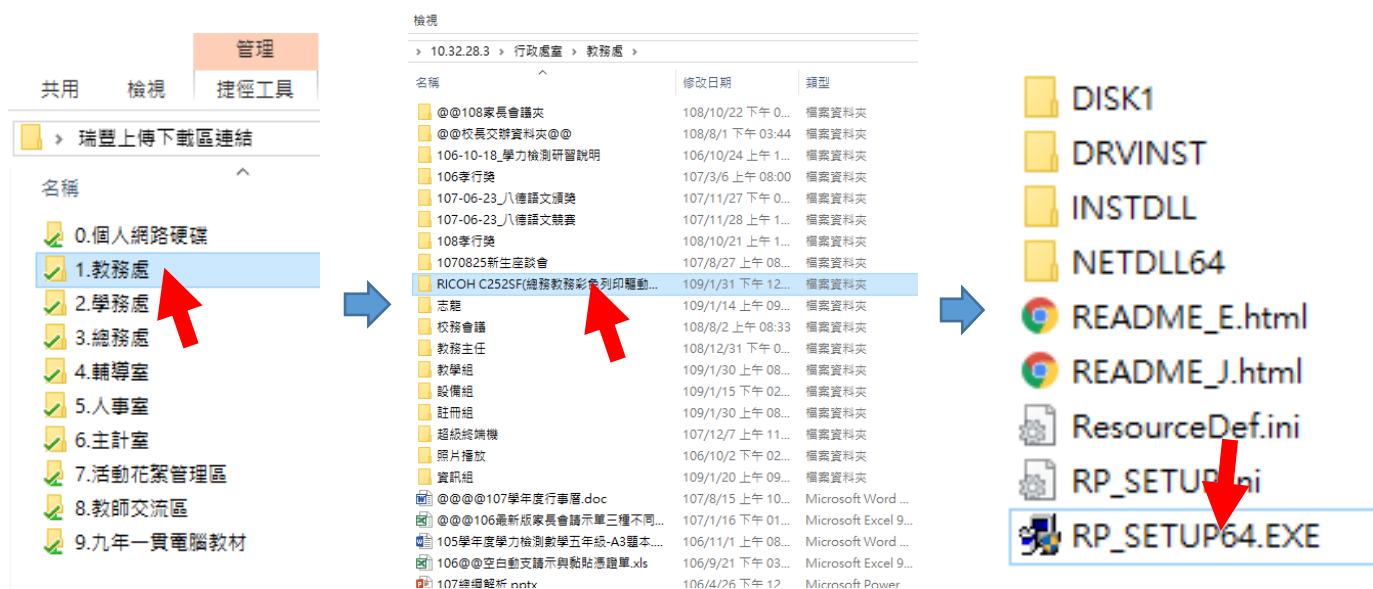 管理
共用 檢視 捷徑工具
› 瑞豐上傳下載區連結
名稱
0.個人網路硬碟
1.教務處
2.學務處
3.總務處
4.輔導室
5.人事室
6.主計室
7.活動花絮管理區
8.教師交流區
9.九年一貫電腦教材
檢視
› 10.32.28.3 › 行政處室 › 教務處 ›
名稱 修改日期 類型
@@108家長會議夾 108/10/22 下午 0... 檔案資料夾
@@校長交辦資料夾@@ 108/8/1 下午 03:44 檔案資料夾
106-10-18_學力檢測研習說明 106/10/24 上午 1... 檔案資料夾
106孝行獎 107/3/6 上午 08:00 檔案資料夾
107-06-23_八德語文頒獎 107/11/27 下午 0... 檔案資料夾
107-06-23_八德語文競賽 107/11/28 上午 1... 檔案資料夾
108孝行獎 108/10/21 上午 1... 檔案資料夾
1070825新生座談會 107/8/27 上午 08... 檔案資料夾
RICOH C252SF(總務教務彩色列印驅動... 109/1/31 下午 12... 檔案資料夾
志龍 109/1/14 上午 09... 檔案資料夾
校務會議 108/8/2 上午 08:33 檔案資料夾
教務主任 108/12/31 下午 0... 檔案資料夾
教學組 109/1/30 上午 08... 檔案資料夾
設備組 109/1/15 下午 02... 檔案資料夾
註冊組 109/1/30 上午 08... 檔案資料夾
超級終端機 107/12/7 上午 11... 檔案資料夾
照片播放 106/10/2 下午 02... 檔案資料夾
資訊組 109/1/20 上午 09... 檔案資料夾
@@@@107學年度行事曆.doc 107/8/15 上午 10... Microsoft Word ...
@@@106最新版家長會請示單三種不同... 107/1/16 下午 01... Microsoft Excel 9...
105學年度學力檢測數學五年級-A3題本.... 106/11/1 上午 08... Microsoft Word ...
106@@空白動支請示與黏貼憑證單.xls 106/9/21 下午 03... Microsoft Excel 9...
107總綱解析.pptx 106/4/26 下午 12... Microsoft Power
DISK1
DRVINST
INSTDLL
NETDLL64
README_E.html
README_J.html
ResourceDef.ini
RP_SETUP.ini
RP_SETUP64.EXE